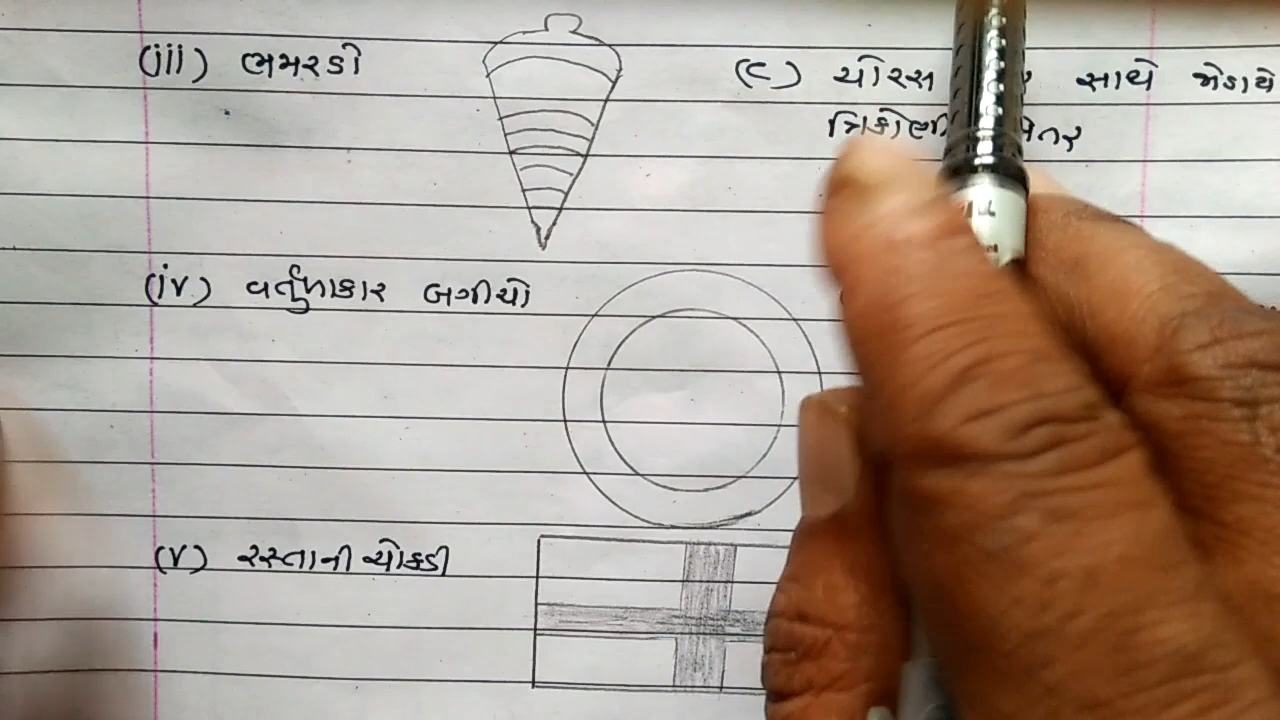 (iii) ભમરડો
(c) ચોરસ સાથે જોડાયે
(iv) વર્તુળાકાર બગીચો
(v) રસ્તાની ચોકડી